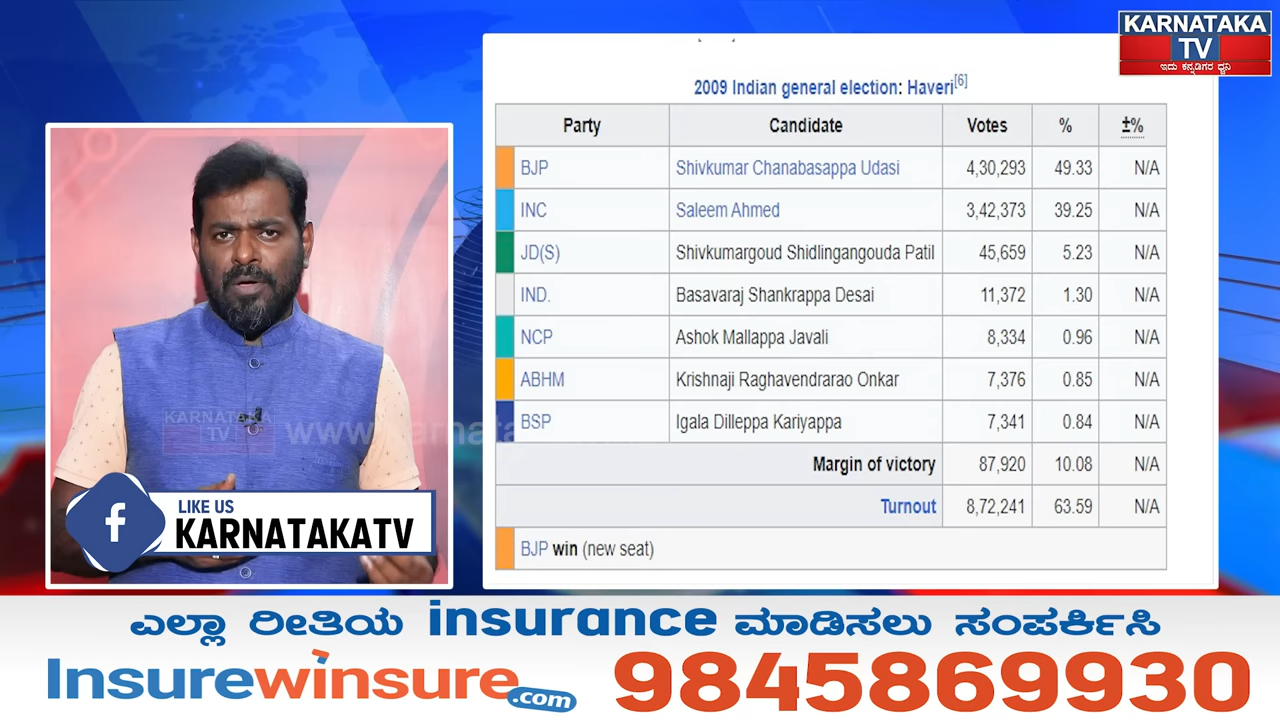 KARNATAKA
TV
ಇದು ಕನ್ನಡಿಗರ ಧ್ವನಿ
2009 Indian general election: Haveri[6]
Party Candidate Votes % ±%
BJP Shivkumar Chanabasappa Udasi 4,30,293 49.33 N/A
INC Saleem Ahmed 3,42,373 39.25 N/A
JD(S) Shivkumargoud Shidlingangouda Patil 45,659 5.23 N/A
IND. Basavaraj Shankrappa Desai 11,372 1.30 N/A
NCP Ashok Mallappa Javali 8,334 0.96 N/A
ABHM Krishnaji Raghavendrarao Onkar 7,376 0.85 N/A
BSP Igala Dilleppa Kariyappa 7,341 0.84 N/A
Margin of victory 87,920 10.08 N/A
Turnout 8,72,241 63.59 N/A
BJP win (new seat)
KARNATAKA
TV
f
LIKE US
KARNATAKATV
ಎಲ್ಲಾ ರೀತಿಯ insurance ಮಾಡಿಸಲು ಸಂಪರ್ಕಿಸಿ
Insurewinsure.com 9845869930